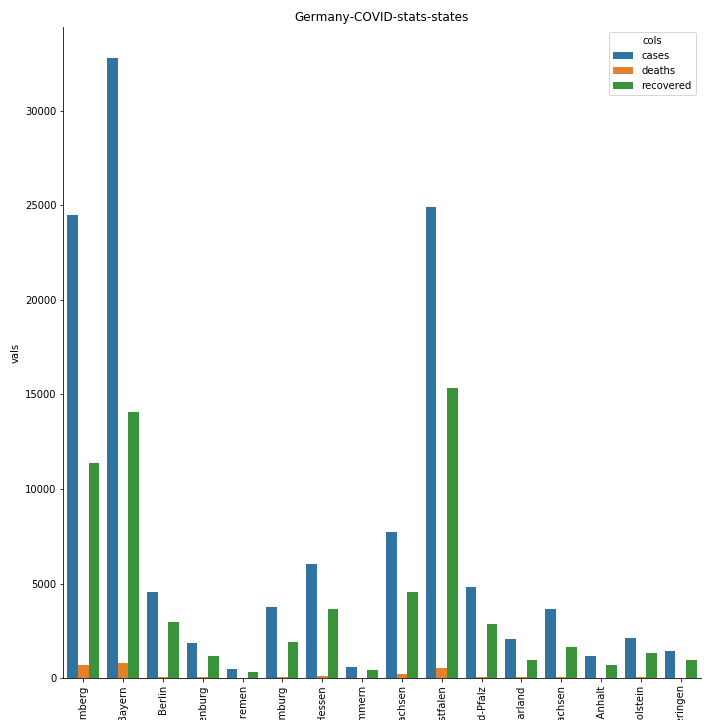 Germany-COVID-stats-states
cols
cases
deaths
recovered
vals
30000
25000
20000
15000
10000
5000
0
mberg
Bayern
Berlin
enburg
remen
mburg
Hessen
mmern
achsen
stfalen
d-Pfalz
arland
achsen
Anhalt
olstein
eringen